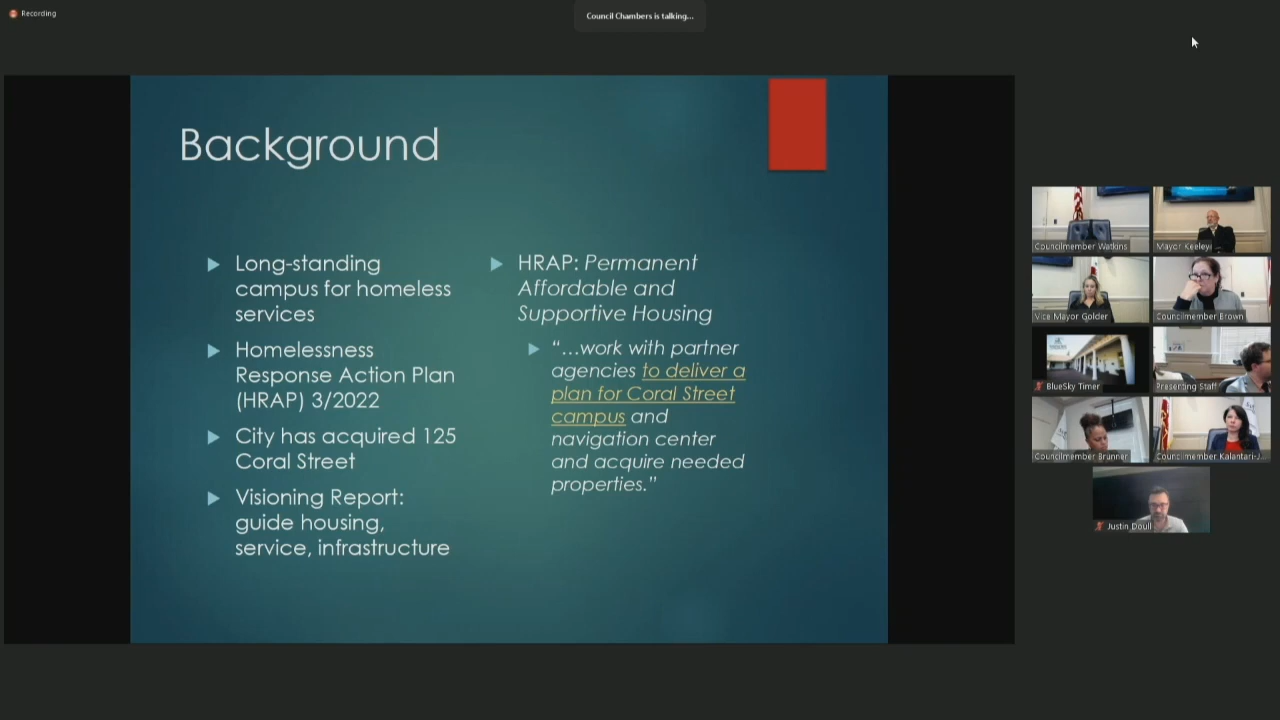 Recording
Council Chambers is talking...
Background
Long-standing
campus for homeless
services
Homelessness
Response Action Plan
(HRAP) 3/2022
City has acquired 125
Coral Street
Visioning Report:
guide housing,
service, infrastructure
HRAP: Permanent
Affordable and
Supportive Housing
“...work with partner
agencies to deliver a
plan for Coral Street
campus and
navigation center
and acquire needed
properties.”
Councilmember Watkins
Mayor Keeley
Vice Mayor Golder
Councilmember Brown
BlueSky Timer
Presenting Staff
Councilmember Brunner
Councilmember Kalantari-J...
Justin Doull